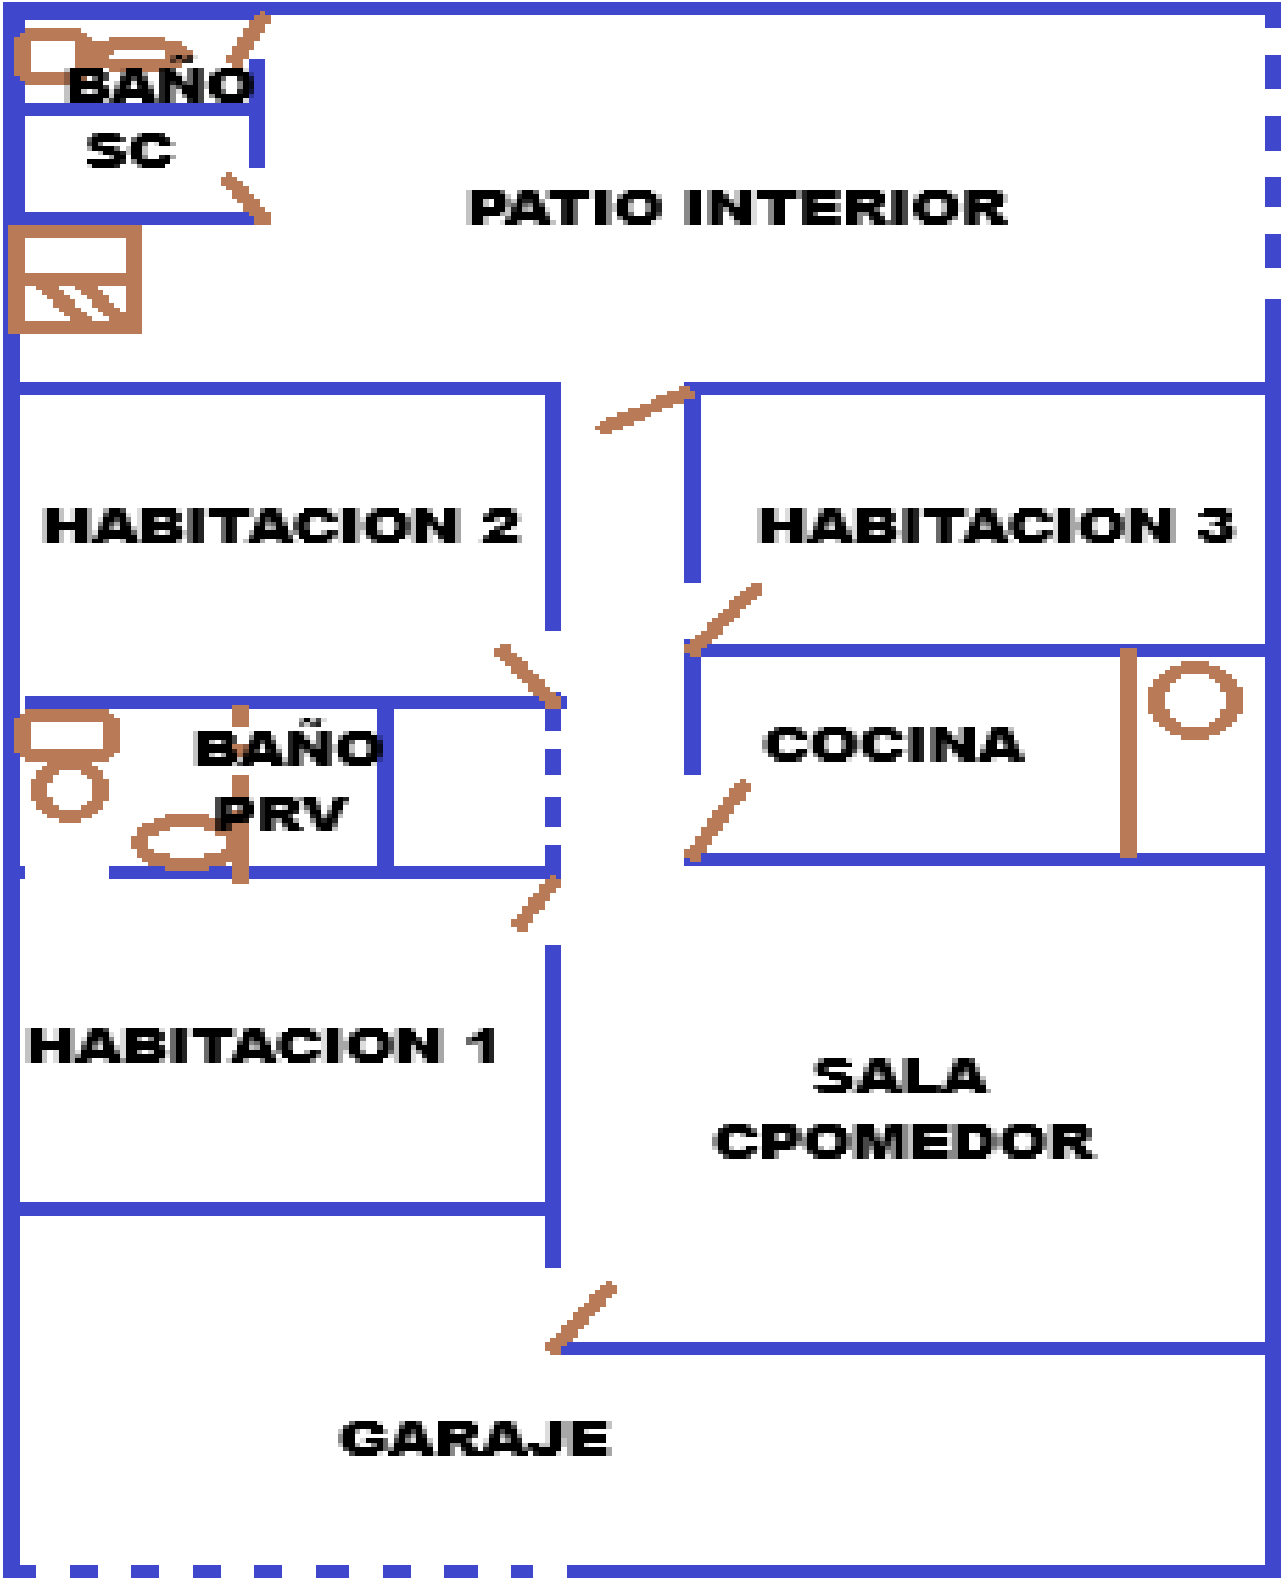 BAÑO
SC
PATIO INTERIOR
HABITACION 2
HABITACION 3
BAÑO
PRV
COCINA
HABITACION 1
SALA
CPOMEDOR
GARAJE